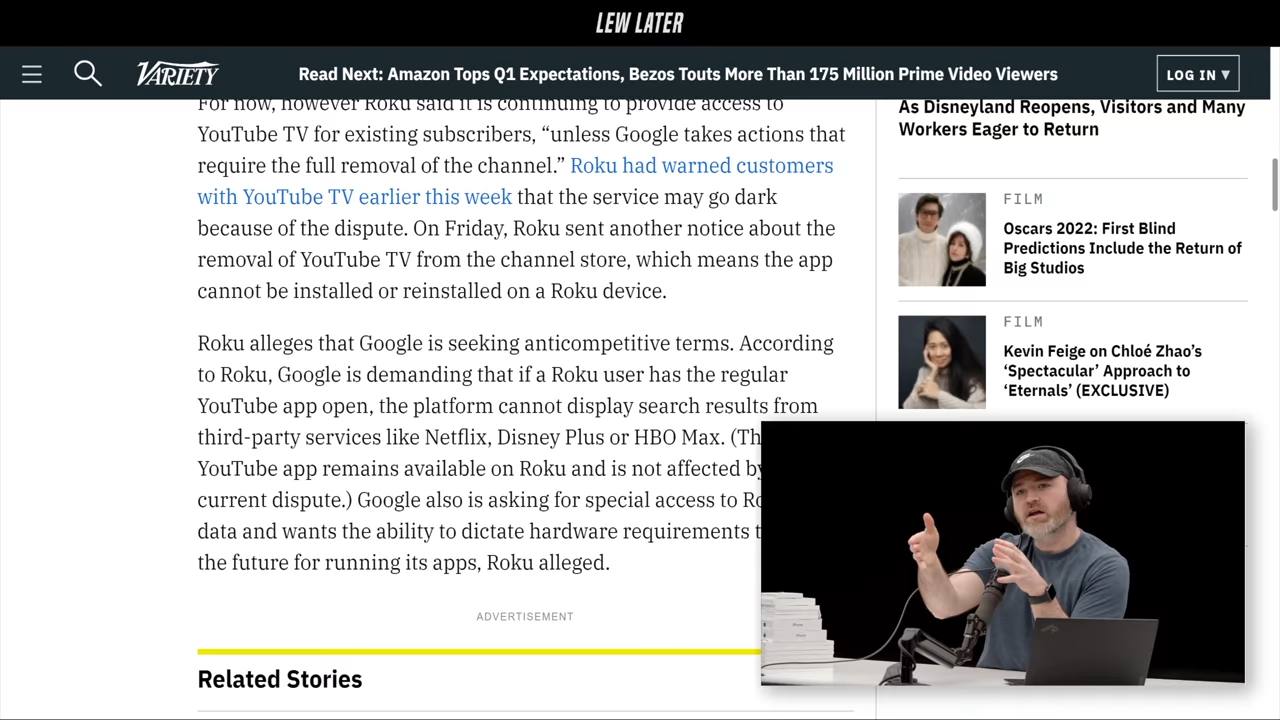 LEW LATER
VARIETY
Read Next: Amazon Tops Q1 Expectations, Bezos Touts More Than 175 Million Prime Video Viewers
LOG IN ▾
For now, however Roku said it is continuing to provide access to
YouTube TV for existing subscribers, “unless Google takes actions that
require the full removal of the channel.” Roku had warned customers
with YouTube TV earlier this week that the service may go dark
because of the dispute. On Friday, Roku sent another notice about the
removal of YouTube TV from the channel store, which means the app
cannot be installed or reinstalled on a Roku device.
Roku alleges that Google is seeking anticompetitive terms. According
to Roku, Google is demanding that if a Roku user has the regular
YouTube app open, the platform cannot display search results from
third-party services like Netflix, Disney Plus or HBO Max. (Th
YouTube app remains available on Roku and is not affected by
current dispute.) Google also is asking for special access to Ro
data and wants the ability to dictate hardware requirements t
the future for running its apps, Roku alleged.
ADVERTISEMENT
Related Stories
As Disneyland Reopens, Visitors and Many
Workers Eager to Return
FILM
Oscars 2022: First Blind
Predictions Include the Return of
Big Studios
FILM
Kevin Feige on Chloé Zhao’s
‘Spectacular’ Approach to
‘Eternals’ (EXCLUSIVE)